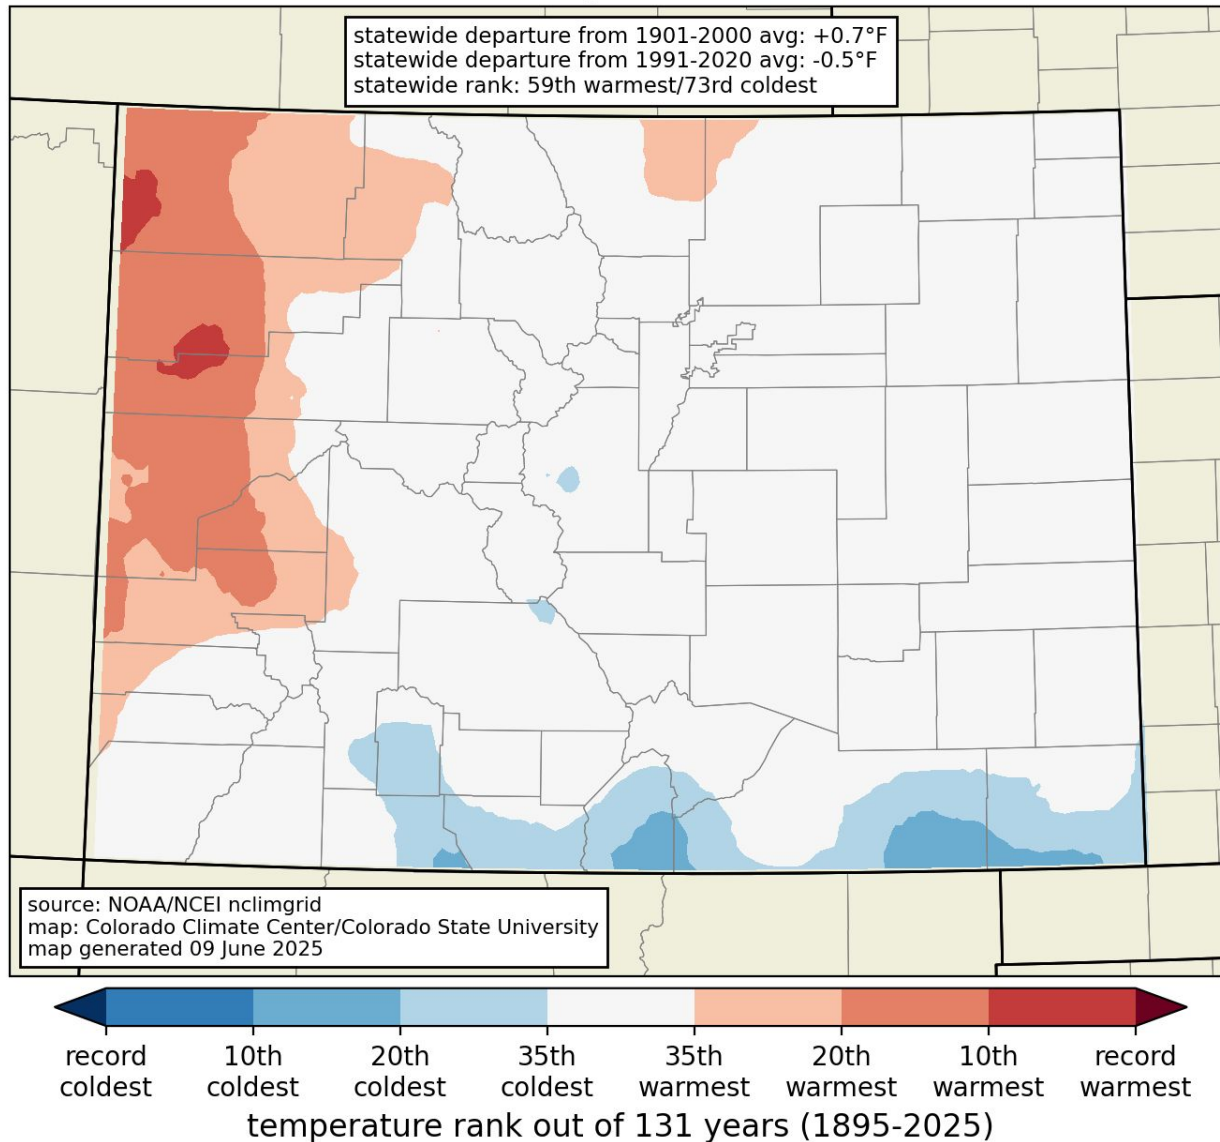 statewide departure from 1901-2000 avg: +0.7°F
statewide departure from 1991-2020 avg: -0.5°F
statewide rank: 59th warmest/73rd coldest
source: NOAA/NCEI nclimgrid
map: Colorado Climate Center/Colorado State University
map generated 09 June 2025
record coldest
10th coldest
20th coldest
35th coldest
35th warmest
20th warmest
10th warmest
record warmest
temperature rank out of 131 years (1895-2025)